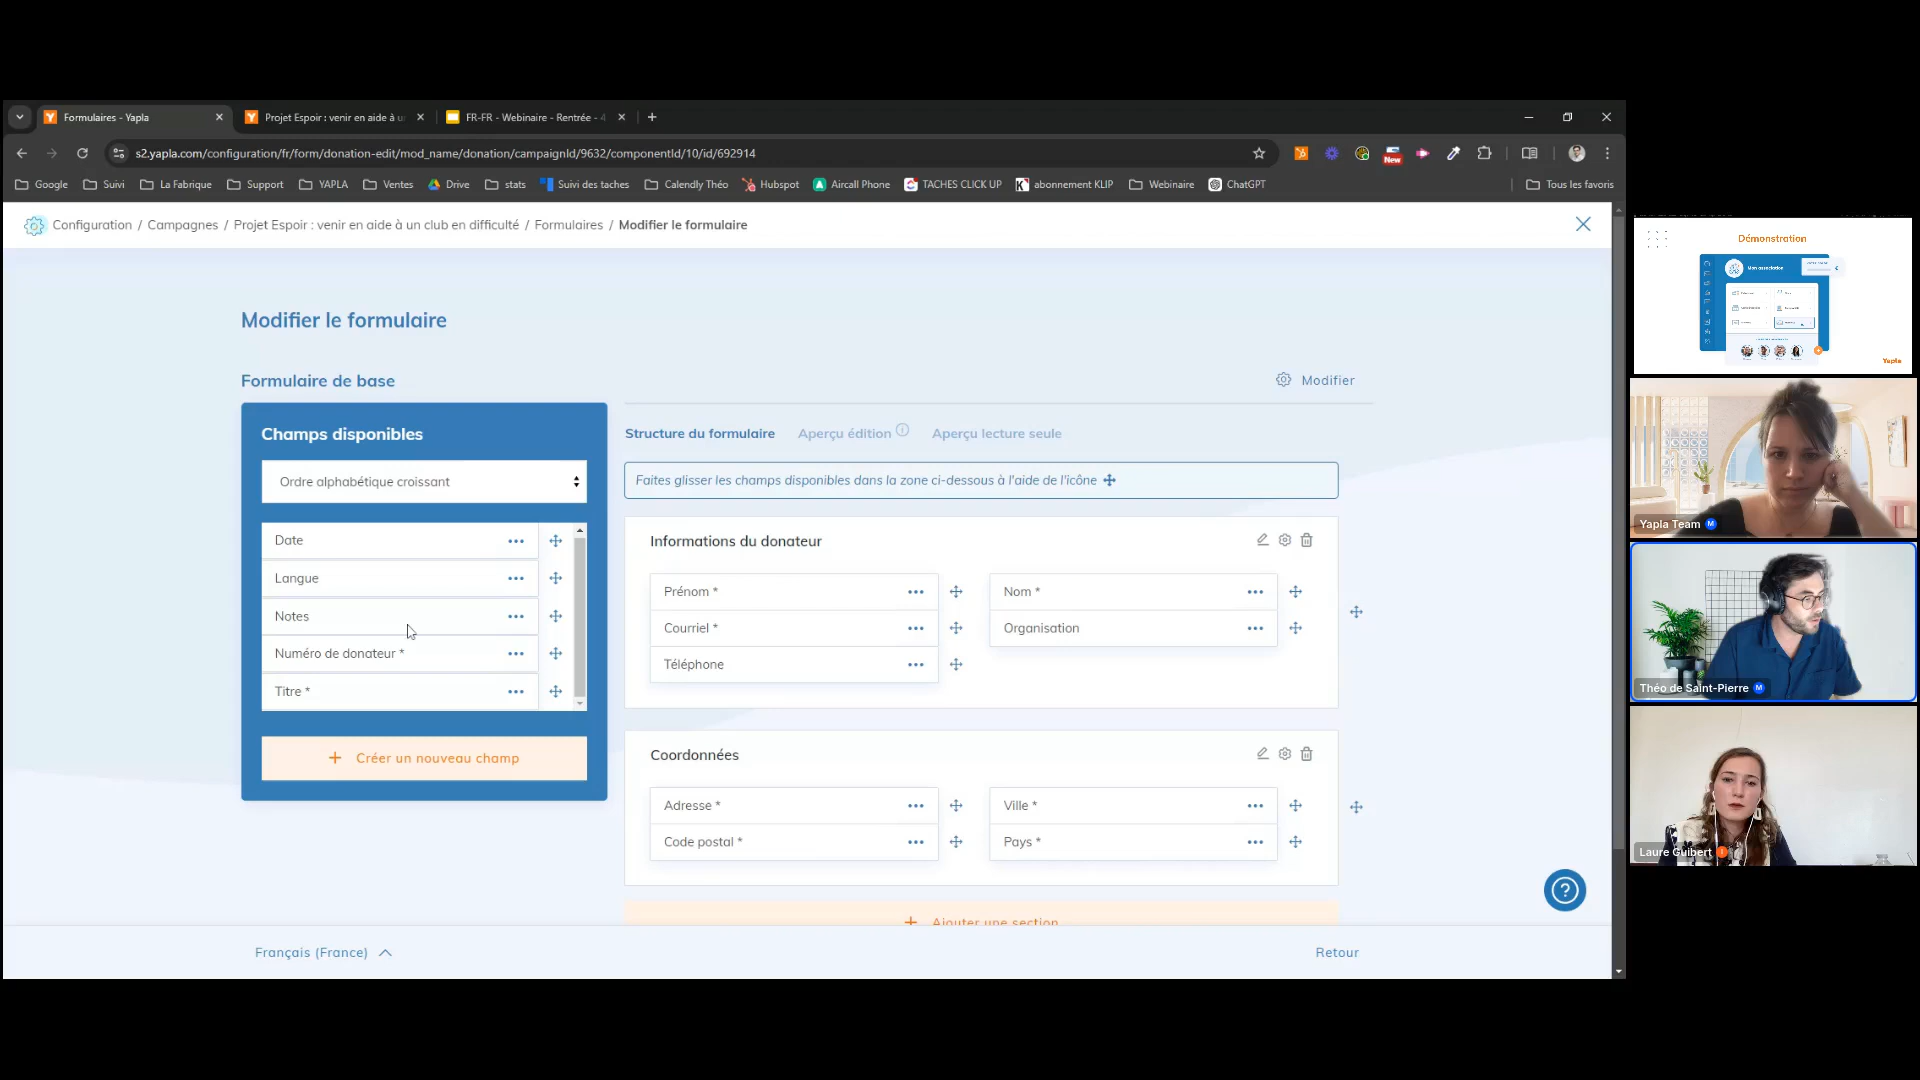 Formulaires - Yapla
Projet Espoir : venir en aide à u
FR-FR - Webinaire - Rentrée - 4
s2.yapla.com/configuration/fr/form/donation-edit/mod_name/donation/campaignId/9632/componentId/10/id/692914
New
Google
Suivi
La Fabrique
Support
YAPLA
Ventes
Drive
stats
Suivi des taches
Calendly Théo
Hubspot
Aircall Phone
TACHES CLICK UP
abonnement KLIP
Webinaire
ChatGPT
Tous les favoris
Configuration / Campagnes / Projet Espoir : venir en aide à un club en difficulté / Formulaires / Modifier le formulaire
Modifier le formulaire
Formulaire de base
Modifier
Champs disponibles
Ordre alphabétique croissant
Date
Langue
Notes
Numéro de donateur *
Titre *
+ Créer un nouveau champ
Structure du formulaire
Aperçu édition
Aperçu lecture seule
Faites glisser les champs disponibles dans la zone ci-dessous à l'aide de l'icône
Informations du donateur
Prénom *
Nom *
Courriel *
Organisation
Téléphone
Coordonnées
Adresse *
Ville *
Code postal *
Pays *
+ Ajouter une section
Français (France)
Retour
Démonstration
Mon association
Yapla
Yapla Team
Théo de Saint-Pierre
Laure Guibert